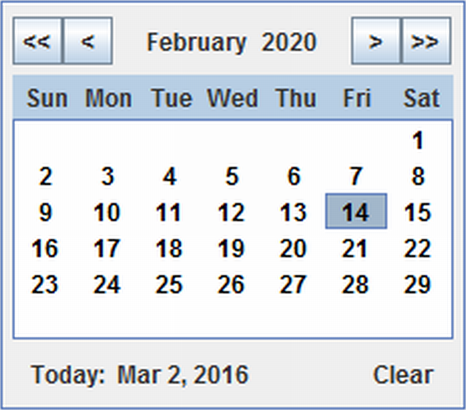 << < February 2020 > >>
Sun Mon Tue Wed Thu Fri Sat
1
2 3 4 5 6 7 8
9 10 11 12 13 14 15
16 17 18 19 20 21 22
23 24 25 26 27 28 29
Today: Mar 2, 2016 Clear